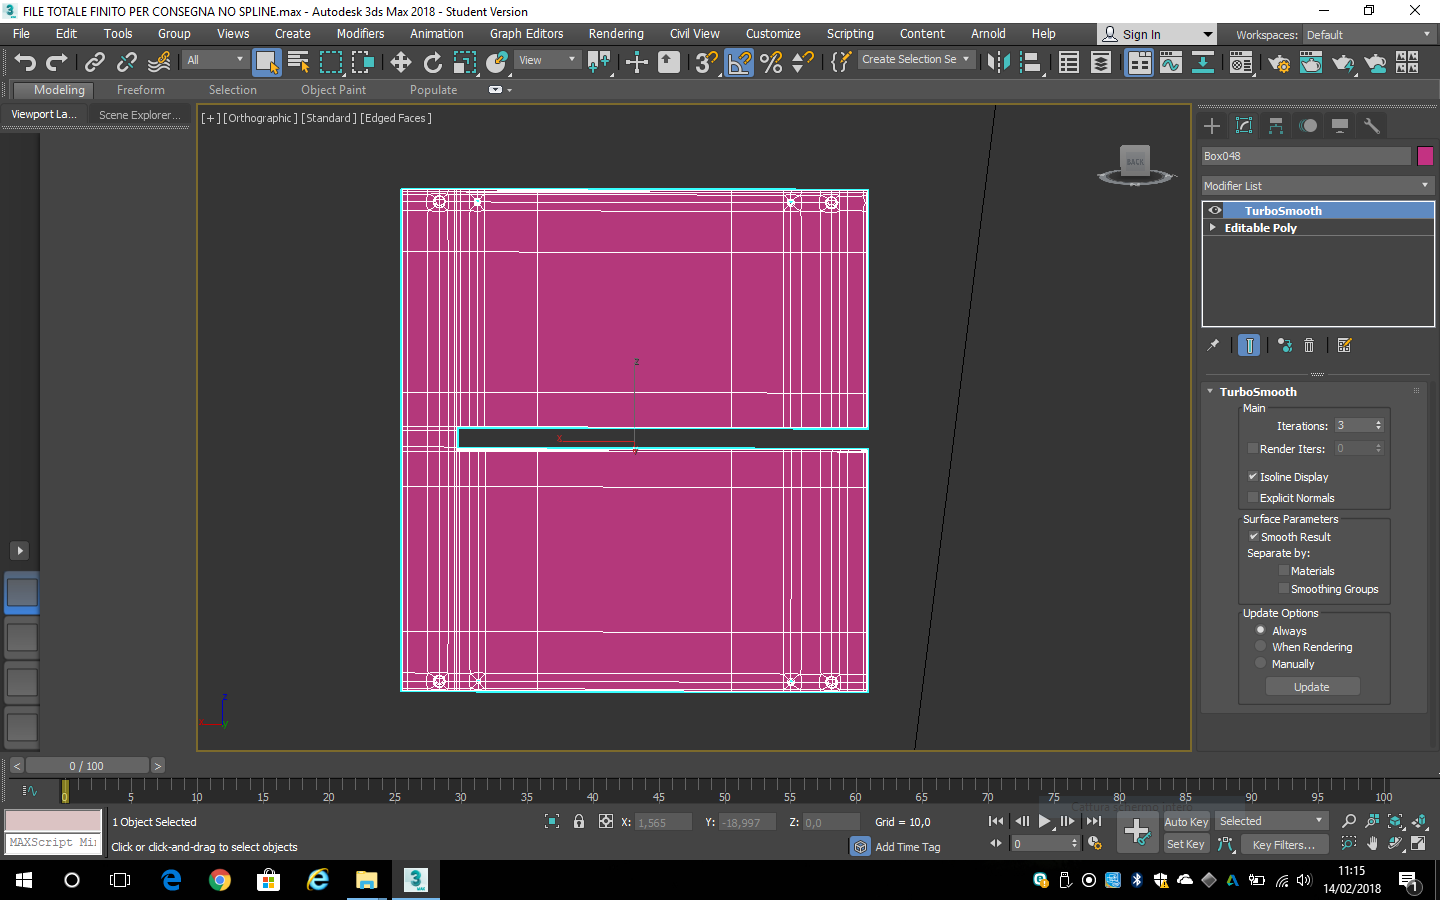 FILE TOTALE FINITO PER CONSEGNA NO SPLINE.max - Autodesk 3ds Max 2018 - Student Version
File Edit Tools Group Views Create Modifiers Animation Graph Editors Rendering Civil View Customize Scripting Content Arnold Help Sign In Workspaces: Default
All View 3 Create Selection Se
Modeling Freeform Selection Object Paint Populate
Viewport La... Scene Explorer...
[+] [Orthographic] [Standard] [Edged Faces]
BACK
Box048
Modifier List
TurboSmooth
Editable Poly
z
x
TurboSmooth
Main
Iterations: 3
Render Iters: 0
Isoline Display
Explicit Normals
Surface Parameters
Smooth Result
Separate by:
Materials
Smoothing Groups
Update Options
Always
When Rendering
Manually
Update
z
x
y
< 0 / 100 >
0 5 10 15 20 25 30 35 40 45 50 55 60 65 70 75 80 85 90 95 100
Cattura schermo intero
1 Object Selected X: 1,565 Y: -18,997 Z: 0,0 Grid = 10,0 Auto Key Selected
MAXScript Mi Click or click-and-drag to select objects Add Time Tag 0 Set Key Key Filters...
3 MAX
11:15
14/02/2018
1